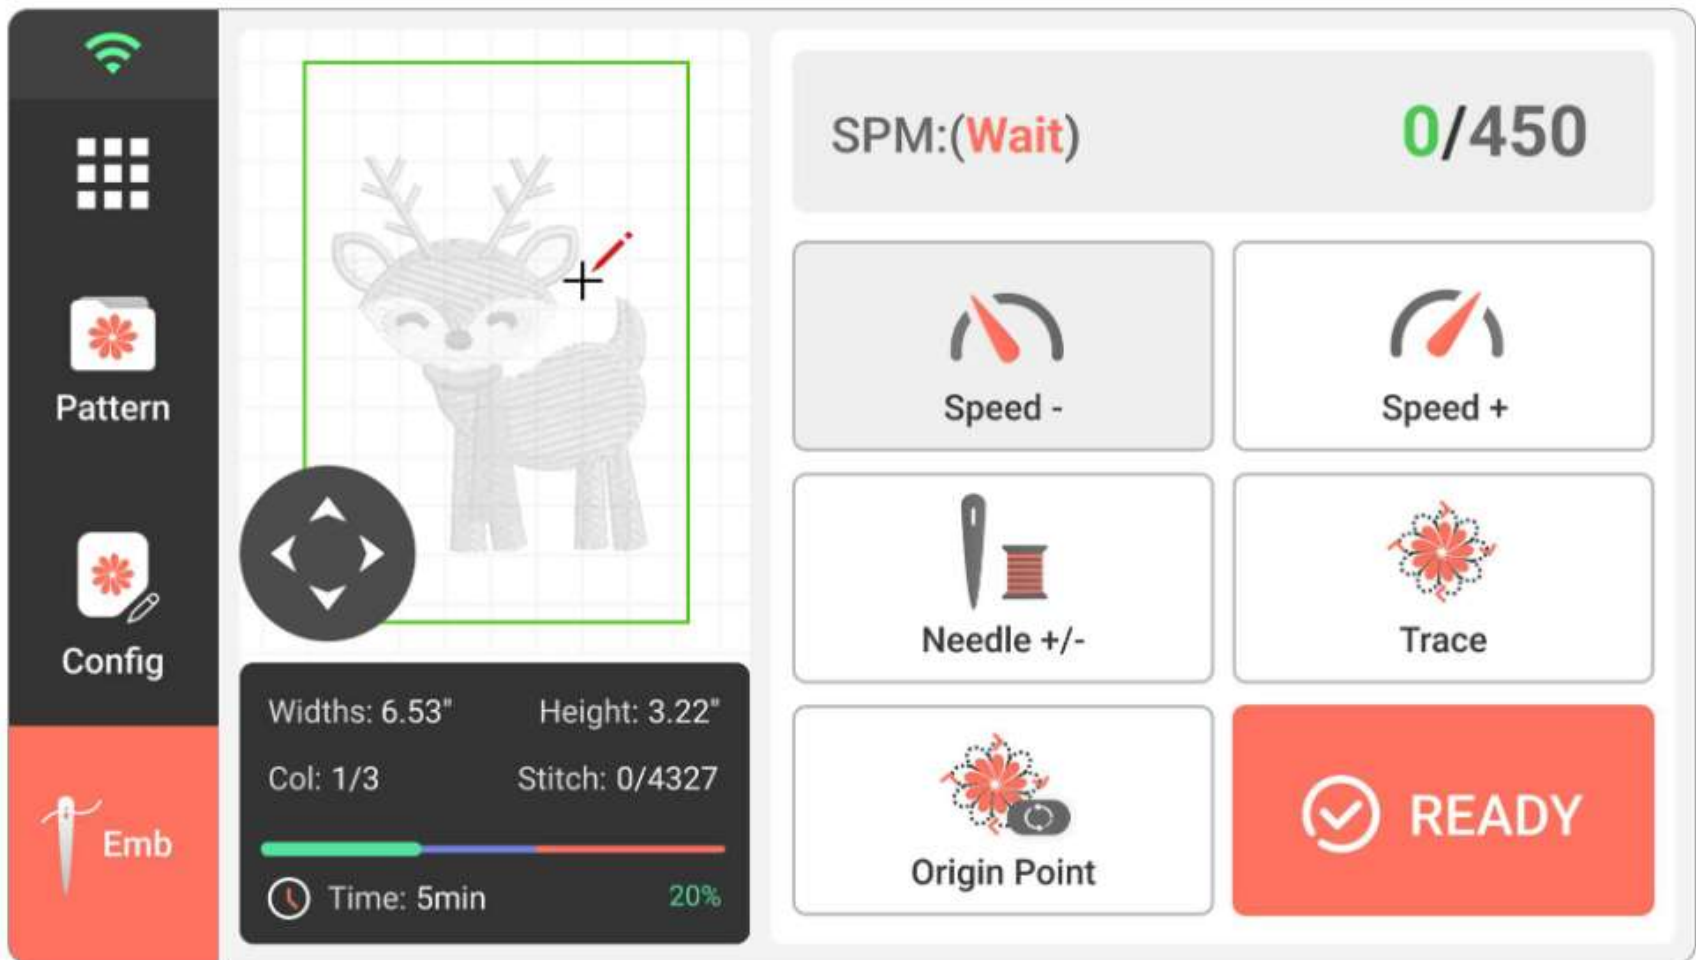 Pattern
Config
Emb
Widths: 6.53" Height: 3.22"
Col: 1/3 Stitch: 0/4327
Time: 5min 20%
SPM:(Wait) 0/450
Speed - Speed +
Needle +/- Trace
Origin Point READY